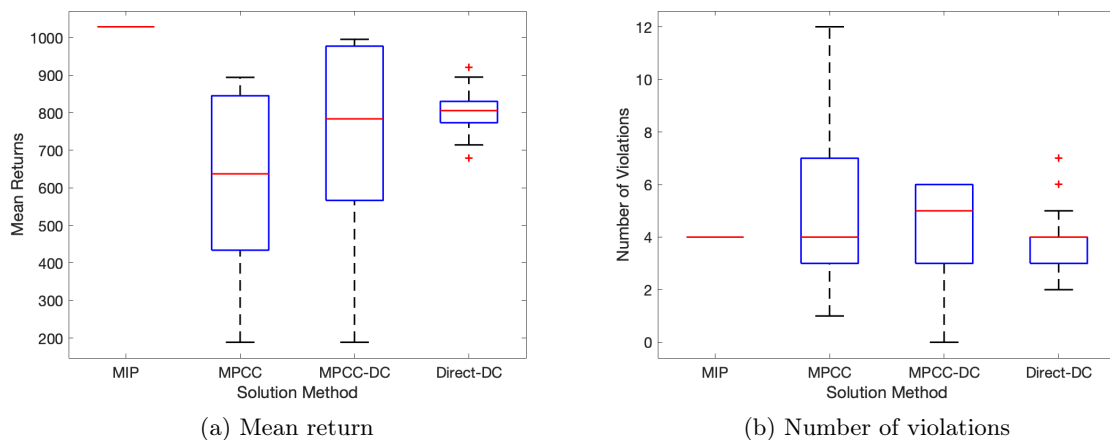 1000
900
800
700
600
500
400
300
200
Mean Returns
MIP MPCC MPCC-DC Direct-DC
Solution Method
(a) Mean return
12
10
8
6
4
2
0
Number of Violations
MIP MPCC MPCC-DC Direct-DC
Solution Method
(b) Number of violations